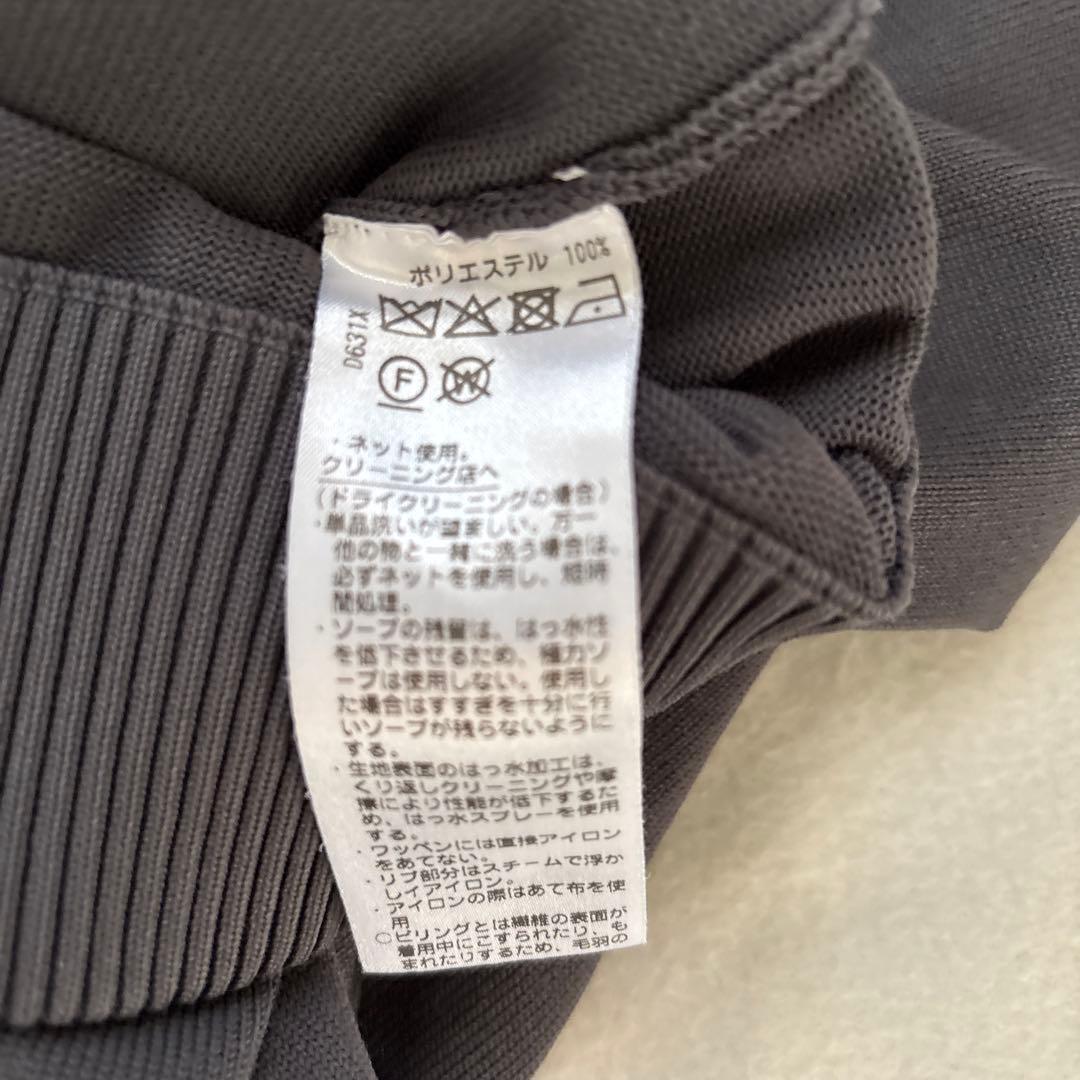 ポリエステル 100%
D631X
F
W
・ネット使用。
クリーニング店へ
(ドライクリーニングの場合)
・単品洗いが望ましい。万一
他の物と一緒に洗う場合は、
必ずネットを使用し、短時
間処理。
・ソープの残留は、はっ水性
を低下させるため、極力ソ
ープは使用しない。使用し
た場合はすすぎを十分に行
いソープが残らないように
する。
・生地表面のはっ水加工は、
くり返しクリーニングや摩
擦により性能が低下するた
め、はっ水スプレーを使用
する。
・ワッペンには直接アイロン
をあてない。
・リブ部分はスチームで浮か
しイアイロン。
・アイロンの際はあて布を使
用
○ピリングとは繊維の表面が
着用中にこすられたり、も
まれたりするため、毛羽の